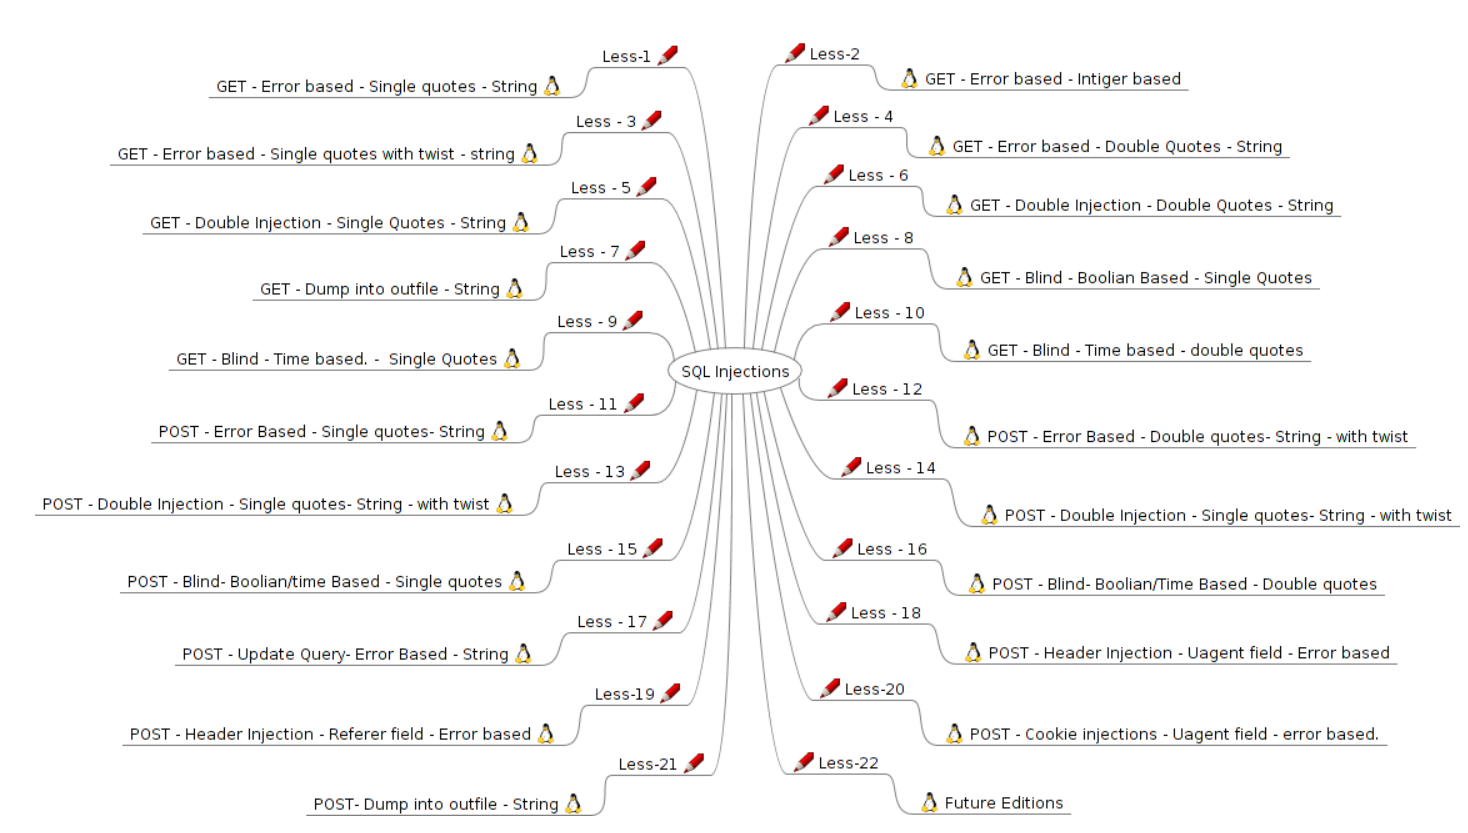 Less-1
GET - Error based - Single quotes - String
Less - 3
GET - Error based - Single quotes with twist - string
Less - 5
GET - Double Injection - Single Quotes - String
Less - 7
GET - Dump into outfile - String
Less - 9
GET - Blind - Time based. -  Single Quotes
Less - 11
POST - Error Based - Single quotes- String
Less - 13
POST - Double Injection - Single quotes- String - with twist
Less - 15
POST - Blind- Boolian/time Based - Single quotes
Less - 17
POST - Update Query- Error Based - String
Less-19
POST - Header Injection - Referer field - Error based
Less-21
POST- Dump into outfile - String
SQL Injections
Less-2
GET - Error based - Intiger based
Less - 4
GET - Error based - Double Quotes - String
Less - 6
GET - Double Injection - Double Quotes - String
Less - 8
GET - Blind - Boolian Based - Single Quotes
Less - 10
GET - Blind - Time based - double quotes
Less - 12
POST - Error Based - Double quotes- String - with twist
Less - 14
POST - Double Injection - Single quotes- String - with twist
Less - 16
POST - Blind- Boolian/Time Based - Double quotes
Less - 18
POST - Header Injection - Uagent field - Error based
Less-20
POST - Cookie injections - Uagent field - error based.
Less-22
Future Editions